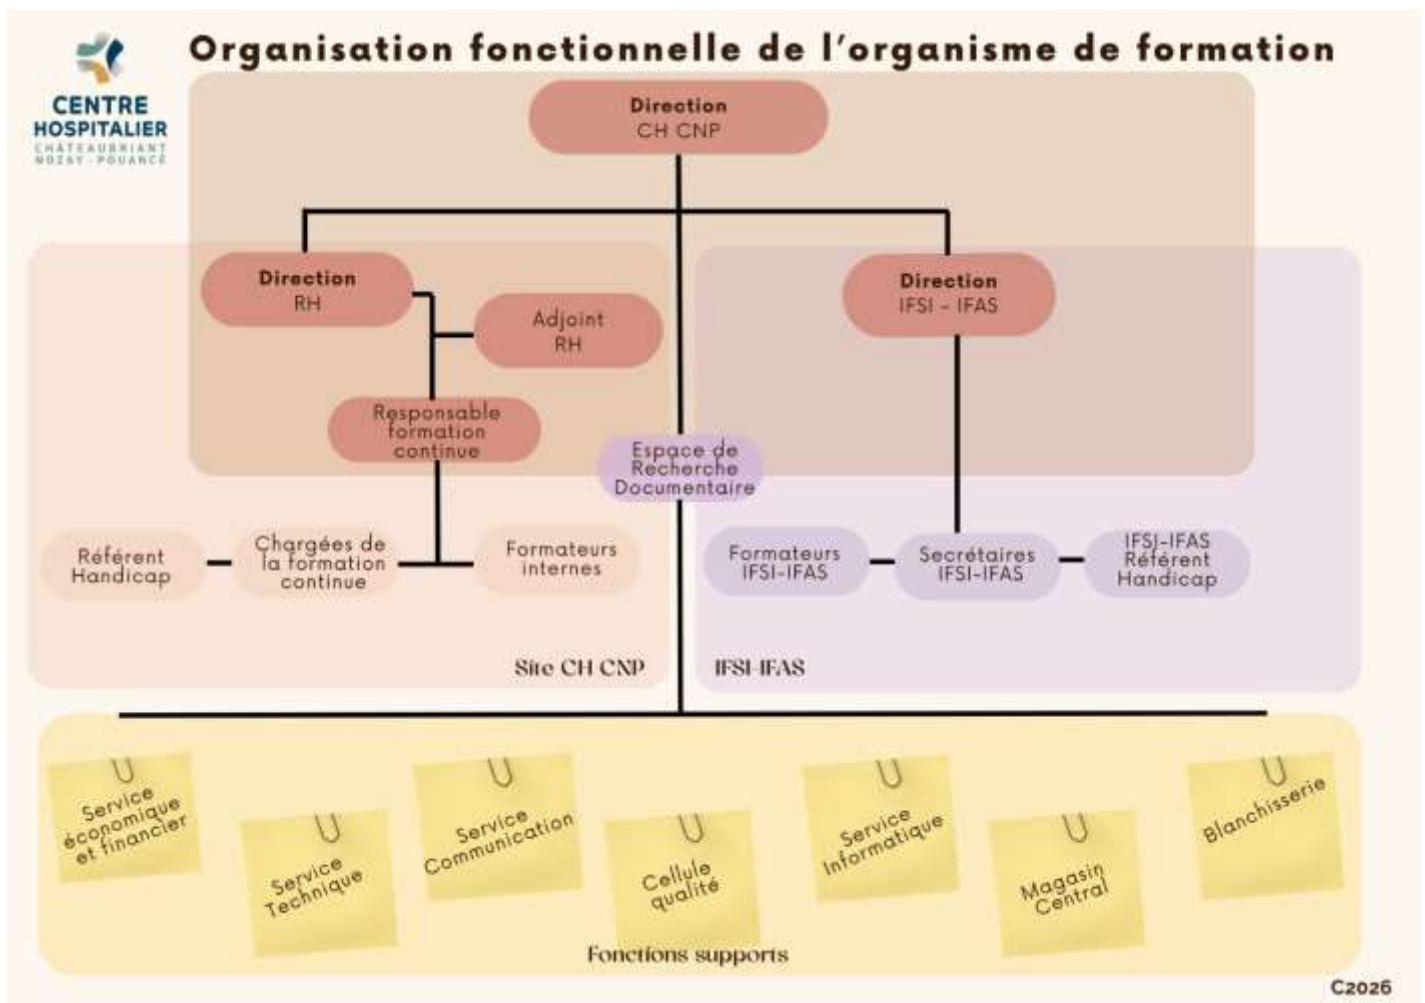 Organisation fonctionnelle de l'organisme de formation
CENTRE
HOSPITALIER
CHÂTEAUBRIANT
NOZAY - POUANCÉ
Direction
CH CNP
Direction
RH
Adjoint
RH
Direction
IFSI - IFAS
Responsable
formation
continue
Espace de
Recherche
Documentaire
Référent
Handicap
Chargées de
la formation
continue
Formateurs
internes
Formateurs
IFSI-IFAS
Secrétaires
IFSI-IFAS
IFSI-IFAS
Référent
Handicap
Site CH CNP
IFSI-IFAS
Service
économique
et financier
Service
Technique
Service
Communication
Cellule
qualité
Service
Informatique
Magasin
Central
Blanchisserie
Fonctions supports
C2026